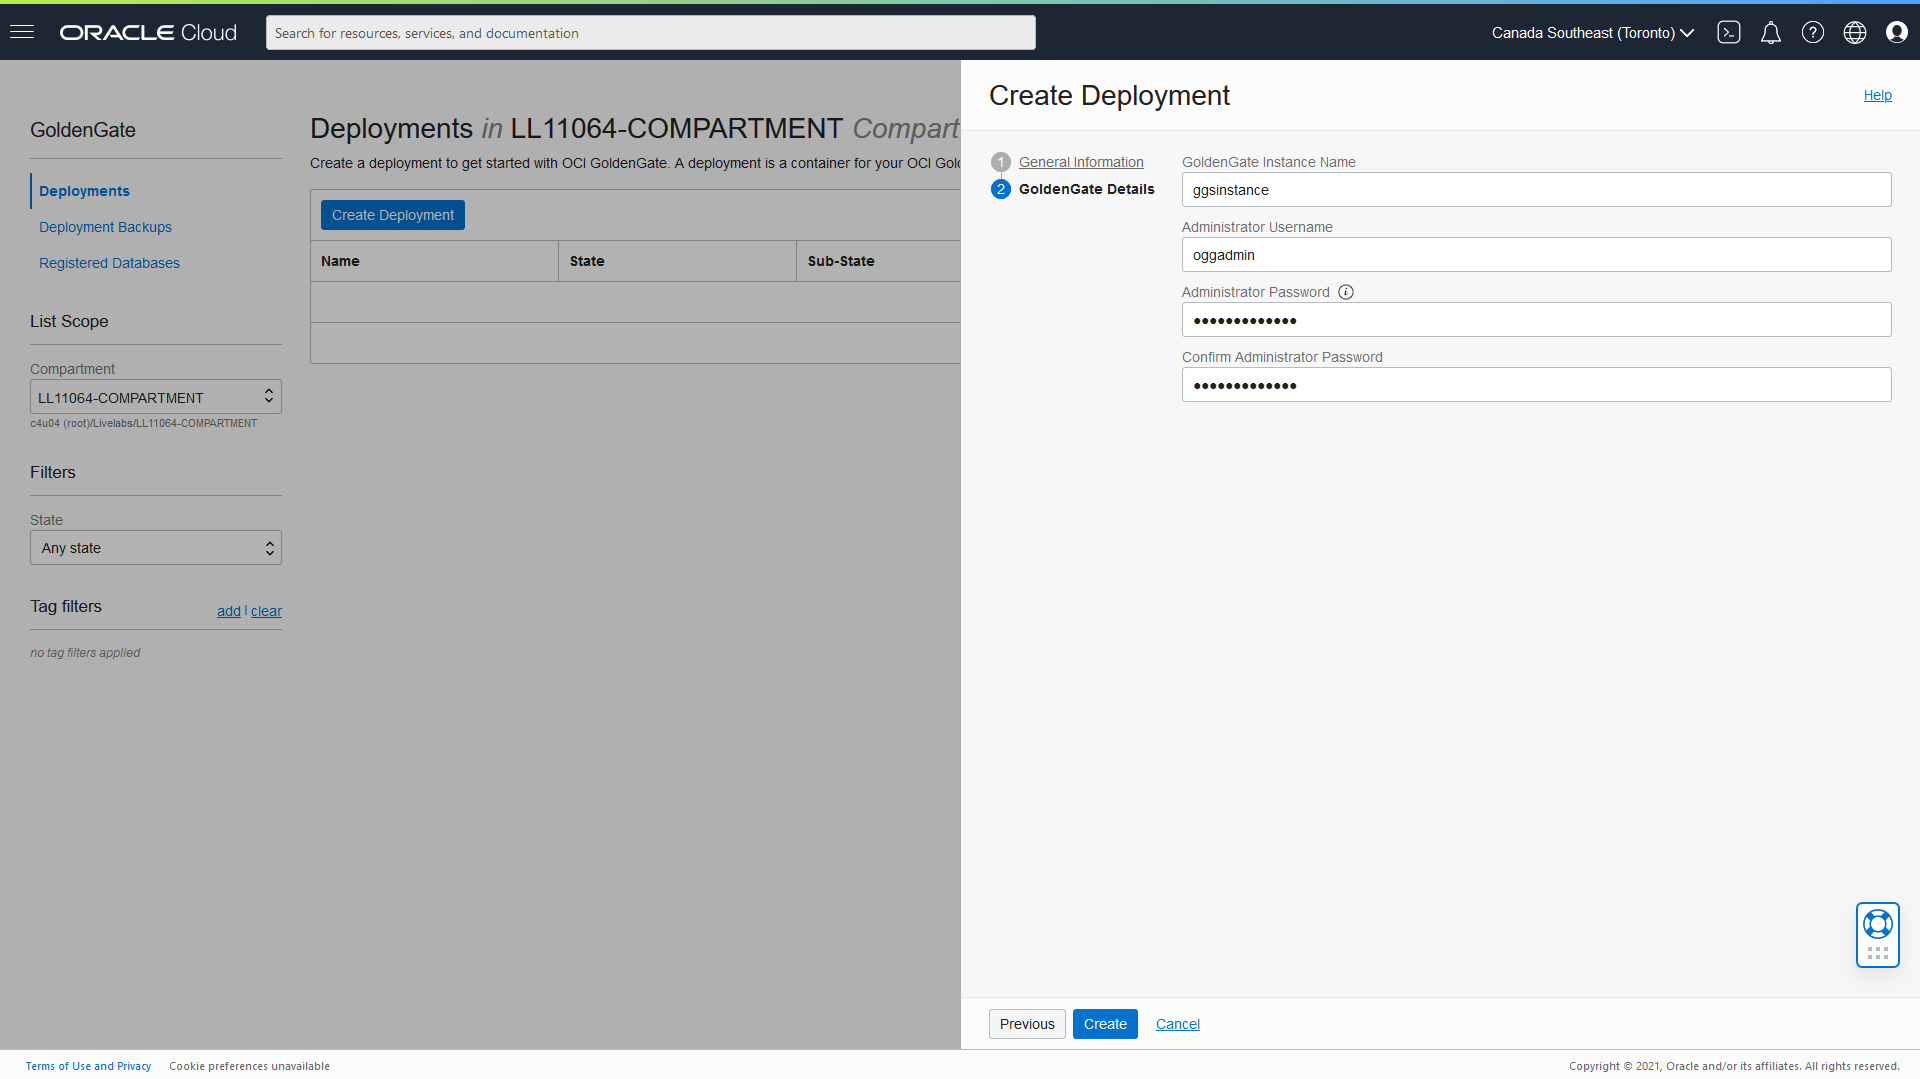 ORACLE Cloud
Search for resources, services, and documentation
Canada Southeast (Toronto)
GoldenGate
Deployments
Deployment Backups
Registered Databases
List Scope
Compartment
LL11064-COMPARTMENT
c4u04 (root)/Livelabs/LL11064-COMPARTMENT
Filters
State
Any state
Tag filters
add | clear
no tag filters applied
Deployments in LL11064-COMPARTMENT Compart
Create a deployment to get started with OCI GoldenGate. A deployment is a container for your OCI Gol
Create Deployment
Name State Sub-State
Create Deployment
Help
1 General Information
2 GoldenGate Details
GoldenGate Instance Name
ggsinstance
Administrator Username
oggadmin
Administrator Password
•••••••••••••
Confirm Administrator Password
•••••••••••••
Previous Create Cancel
Terms of Use and Privacy Cookie preferences unavailable
Copyright © 2021, Oracle and/or its affiliates. All rights reserved.